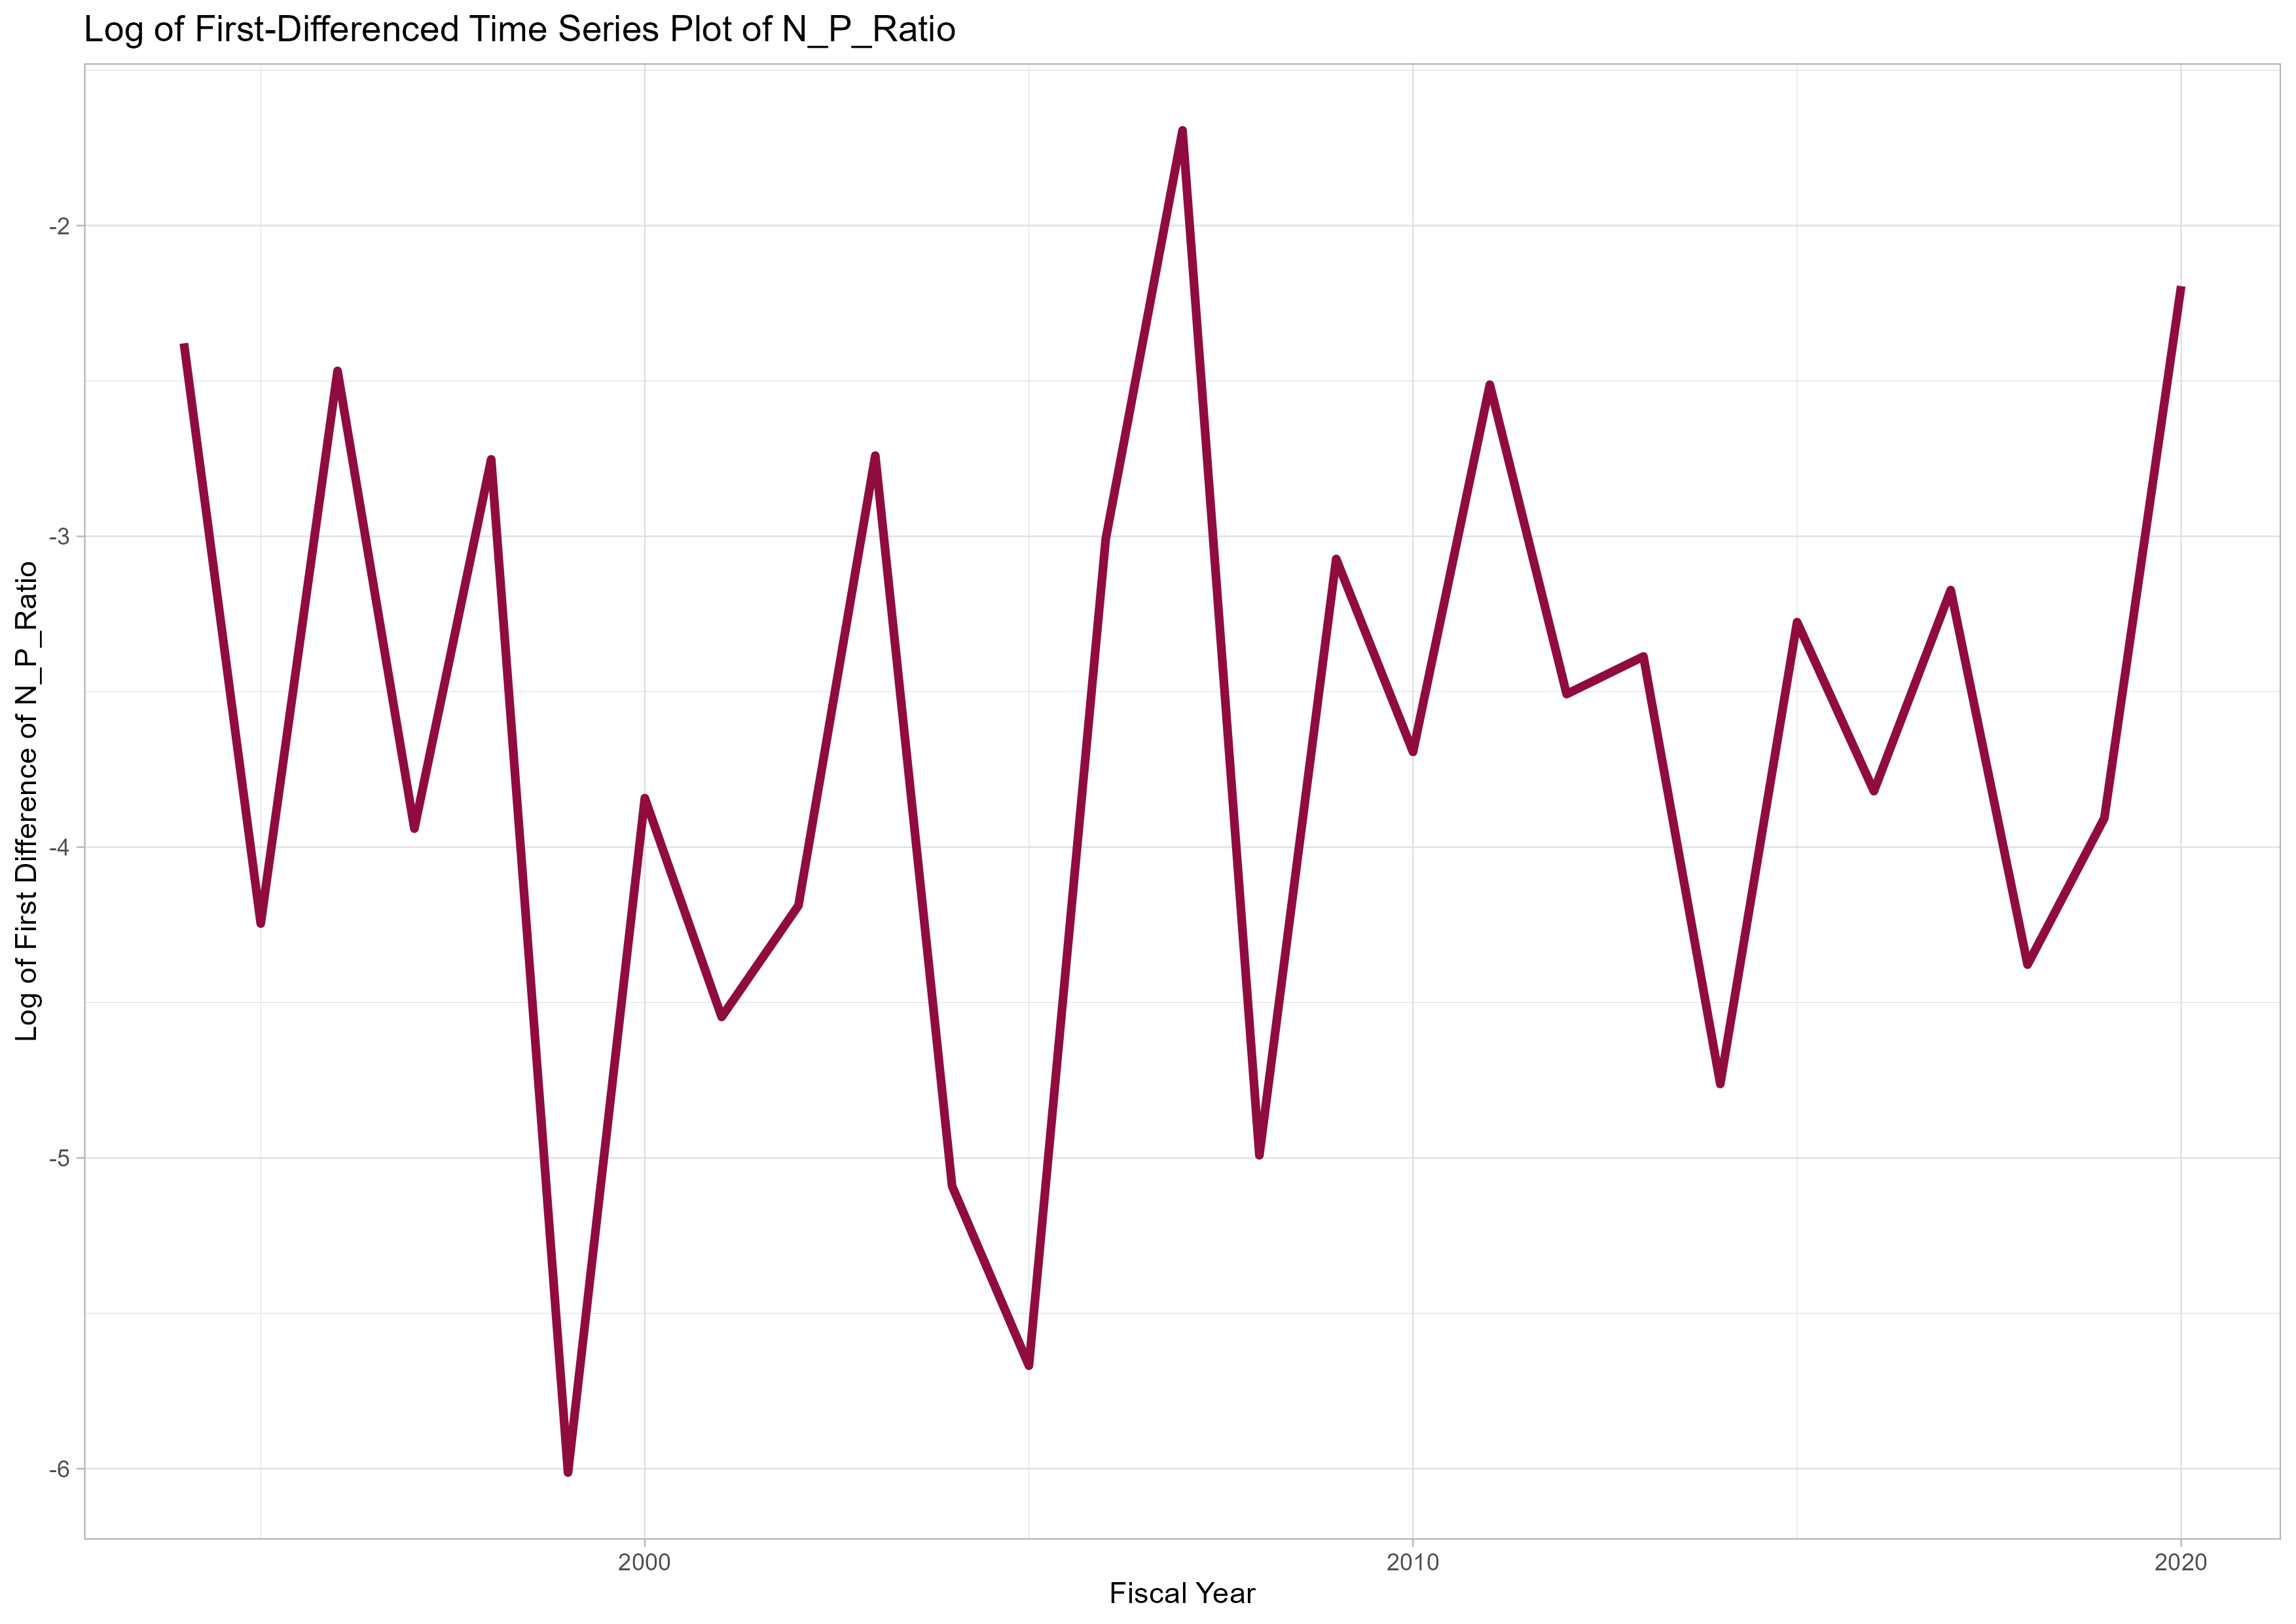 Log of First-Differenced Time Series Plot of N_P_Ratio
Log of First Difference of N_P_Ratio
-2
-3
-4
-5
-6
2000
2010
2020
Fiscal Year